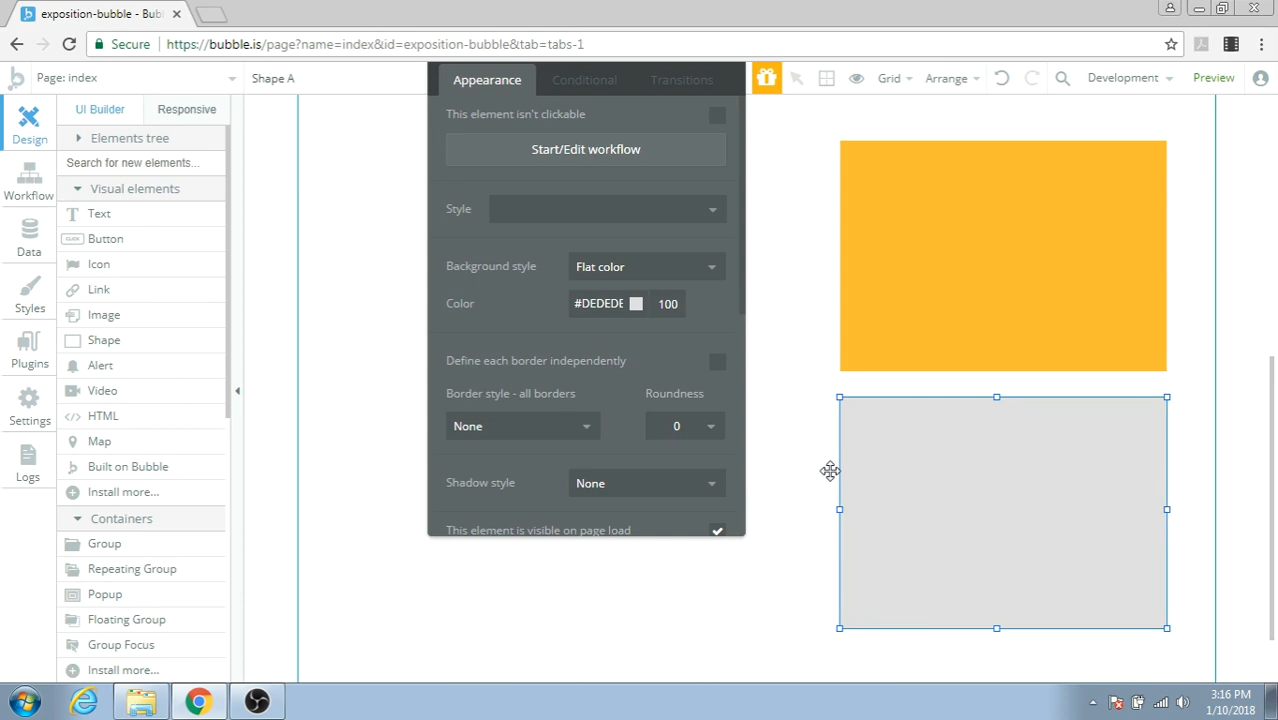 exposition-bubble - Bubb
Secure https://bubble.is/page?name=index&id=exposition-bubble&tab=tabs-1
Page: index
Shape A
Grid
Arrange
Development
Preview
Design
Workflow
Data
Styles
Plugins
Settings
Logs
UI Builder
Responsive
Elements tree
Search for new elements...
Visual elements
Text
CLICK
Button
Icon
Link
Image
Shape
Alert
Video
HTML
Map
Built on Bubble
Install more...
Containers
Group
Repeating Group
Popup
Floating Group
Group Focus
Install more...
Appearance
Conditional
Transitions
This element isn't clickable
Start/Edit workflow
Style
Background style
Flat color
Color
#DEDEDE
100
Define each border independently
Border style - all borders
Roundness
None
0
Shadow style
None
This element is visible on page load
3:16 PM
1/10/2018